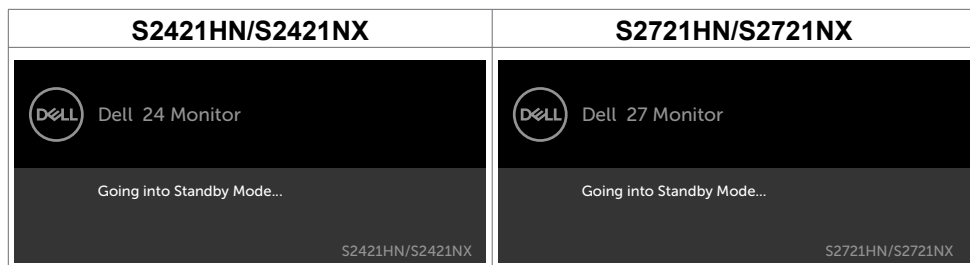 S2421HN/S2421NX
S2721HN/S2721NX
DELL
Dell 24 Monitor
Going into Standby Mode...
S2421HN/S2421NX
DELL
Dell 27 Monitor
Going into Standby Mode...
S2721HN/S2721NX